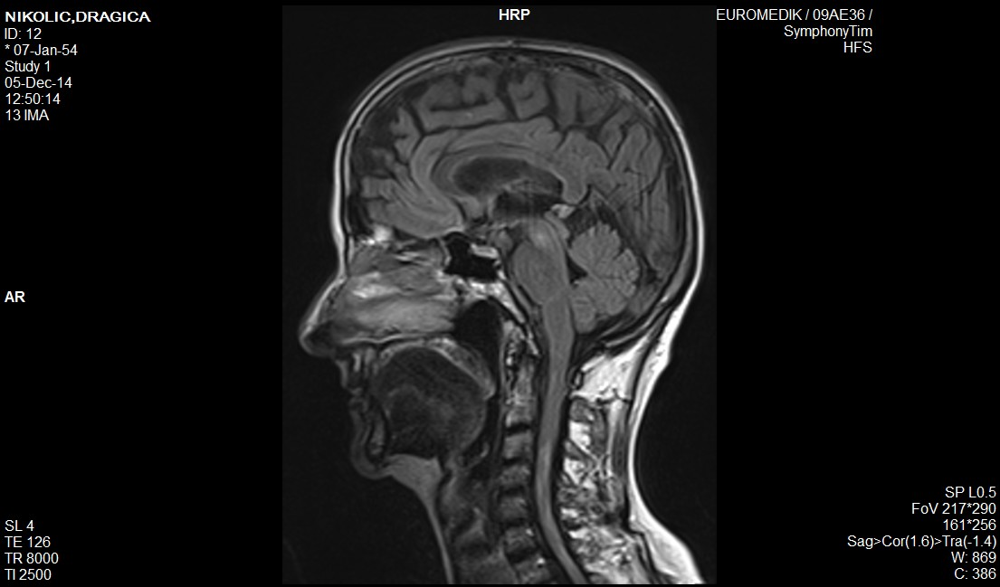 NIKOLIC,DRAGICA
ID: 12
* 07-Jan-54
Study 1
05-Dec-14
12:50:14
13 IMA
HRP
EUROMEDIK / 09AE36 /
SymphonyTim
HFS
AR
SL 4
TE 126
TR 8000
TI 2500
SP L0.5
FoV 217*290
161*256
Sag>Cor(1.6)>Tra(-1.4)
W: 869
C: 386